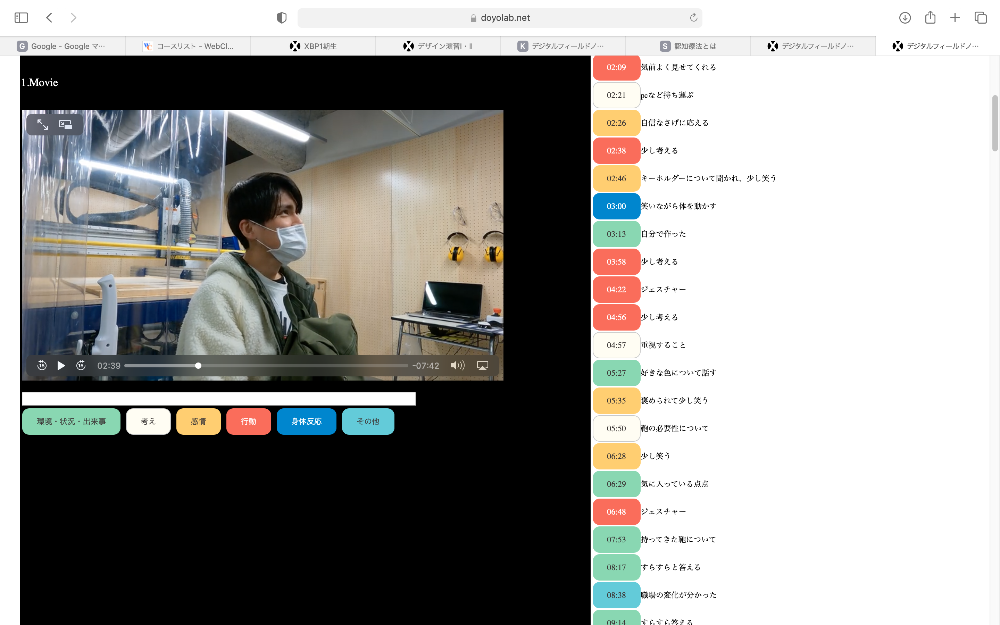 doyolab.net
G Google - Google マ…
WC コースリスト - WebCl...
XBP1期生
デザイン演習Ⅰ・Ⅱ
K デジタルフィールドノ…
S 認知療法とは
デジタルフィールドノ…
デジタルフィールドノ…
1.Movie
15
15
02:39
-07:42
環境・状況・出来事
考え
感情
行動
身体反応
その他
02:09 気前よく見せてくれる
02:21 pcなど持ち運ぶ
02:26 自信なさげに応える
02:38 少し考える
02:46 キーホルダーについて聞かれ、少し笑う
03:00 笑いながら体を動かす
03:13 自分で作った
03:58 少し考える
04:22 ジェスチャー
04:56 少し考える
04:57 重視すること
05:27 好きな色について話す
05:35 褒められて少し笑う
05:50 鞄の必要性について
06:28 少し笑う
06:29 気に入っている点点
06:48 ジェスチャー
07:53 持ってきた鞄について
08:17 すらすらと答える
08:38 職場の変化が分かった
09:14 すらすら答える